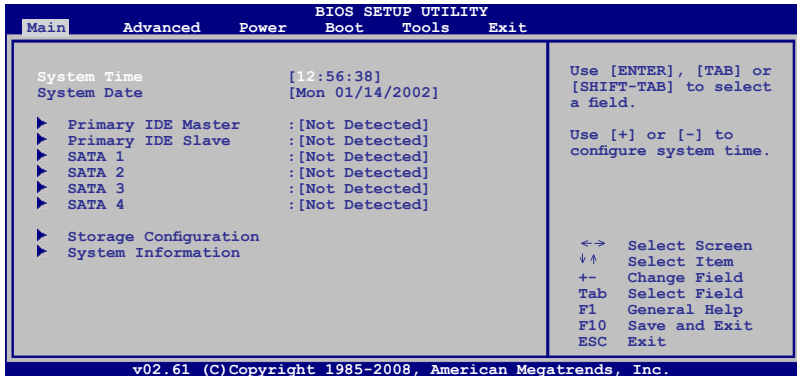 BIOS SETUP UTILITY
Main Advanced Power Boot Tools Exit
System Time [12:56:38]
System Date [Mon 01/14/2002]
Primary IDE Master :[Not Detected]
Primary IDE Slave :[Not Detected]
SATA 1 :[Not Detected]
SATA 2 :[Not Detected]
SATA 3 :[Not Detected]
SATA 4 :[Not Detected]
Storage Configuration
System Information
Use [ENTER], [TAB] or
[SHIFT-TAB] to select
a field.
Use [+] or [-] to
configure system time.
←→ Select Screen
↓↑ Select Item
+- Change Field
Tab Select Field
F1 General Help
F10 Save and Exit
ESC Exit
v02.61 (C)Copyright 1985-2008, American Megatrends, Inc.